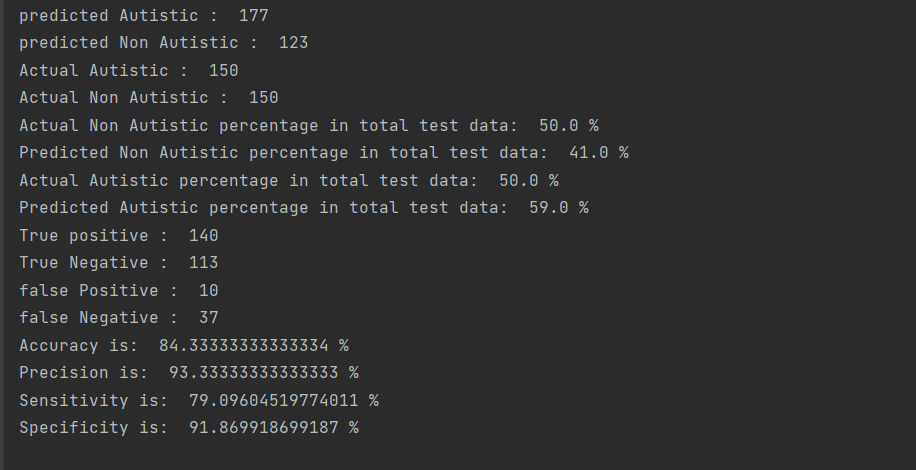 predicted Autistic :  177
predicted Non Autistic :  123
Actual Autistic :  150
Actual Non Autistic :  150
Actual Non Autistic percentage in total test data:  50.0 %
Predicted Non Autistic percentage in total test data:  41.0 %
Actual Autistic percentage in total test data:  50.0 %
Predicted Autistic percentage in total test data:  59.0 %
True positive :  140
True Negative :  113
false Positive :  10
false Negative :  37
Accuracy is:  84.33333333333334 %
Precision is:  93.33333333333333 %
Sensitivity is:  79.09604519774011 %
Specificity is:  91.869918699187 %